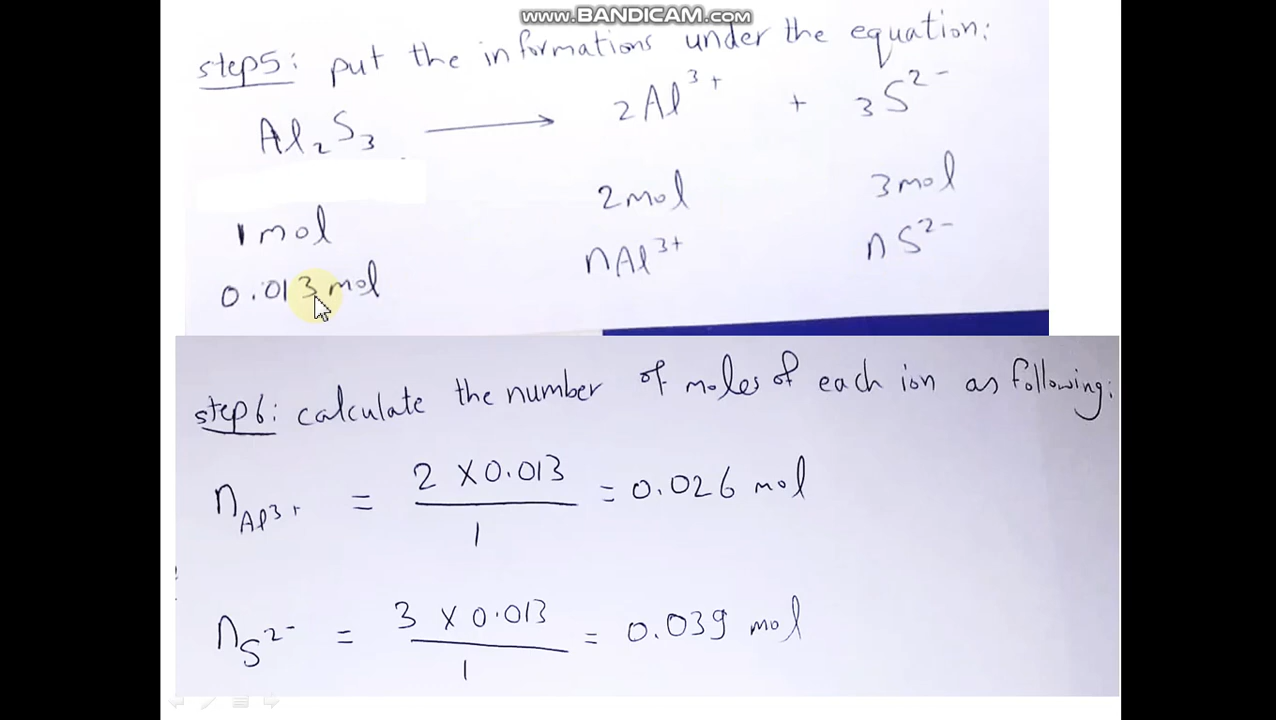 www.BANDICAM.com
step5: put the informations under the equation:
Al₂S₃ ⟶ 2Al³⁺ + 3S²⁻
1mol 2mol 3mol
0.013mol nAl³⁺ nS²⁻
step6: calculate the number of moles of each ion as following:
nAl³⁺ = 2 × 0.013 / 1 = 0.026 mol
nS²⁻ = 3 × 0.013 / 1 = 0.039 mol